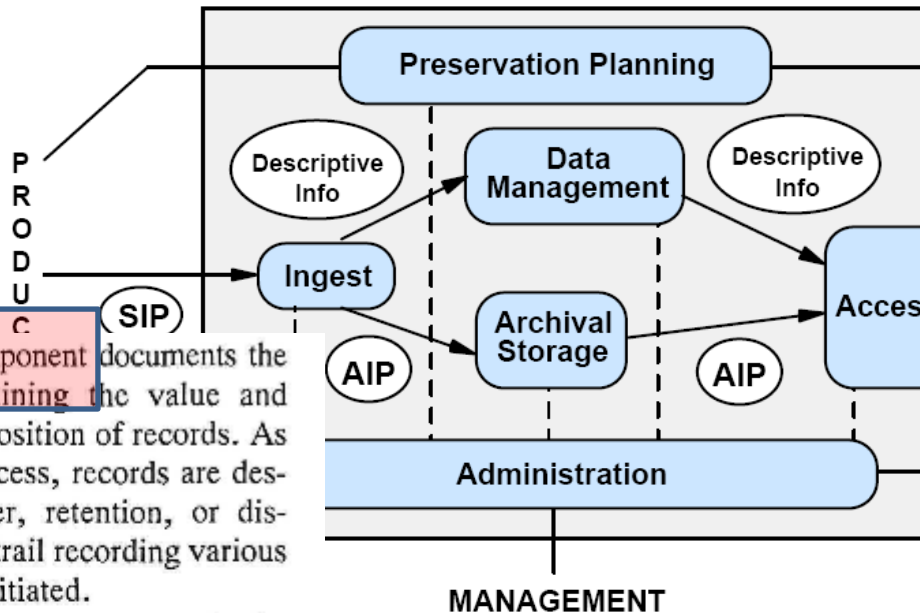 Preservation Planning
Descriptive
Info
Data
Management
Descriptive
Info
P
R
O
D
U
C
Ingest
SIP
Archival
Storage
Acces
AIP
AIP
ponent documents the
ining the value and
osition of records. As
cess, records are des-
er, retention, or dis-
trail recording various
itiated.
Administration
MANAGEMENT